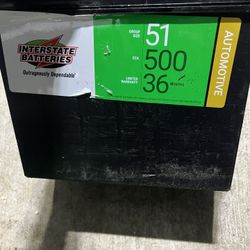 INTERSTATE
BATTERIES
Outrageously Dependable
GROUP
SIZE
51
CCA
500
LIMITED
WARRANTY
36
Months
AUTOMOTIVE